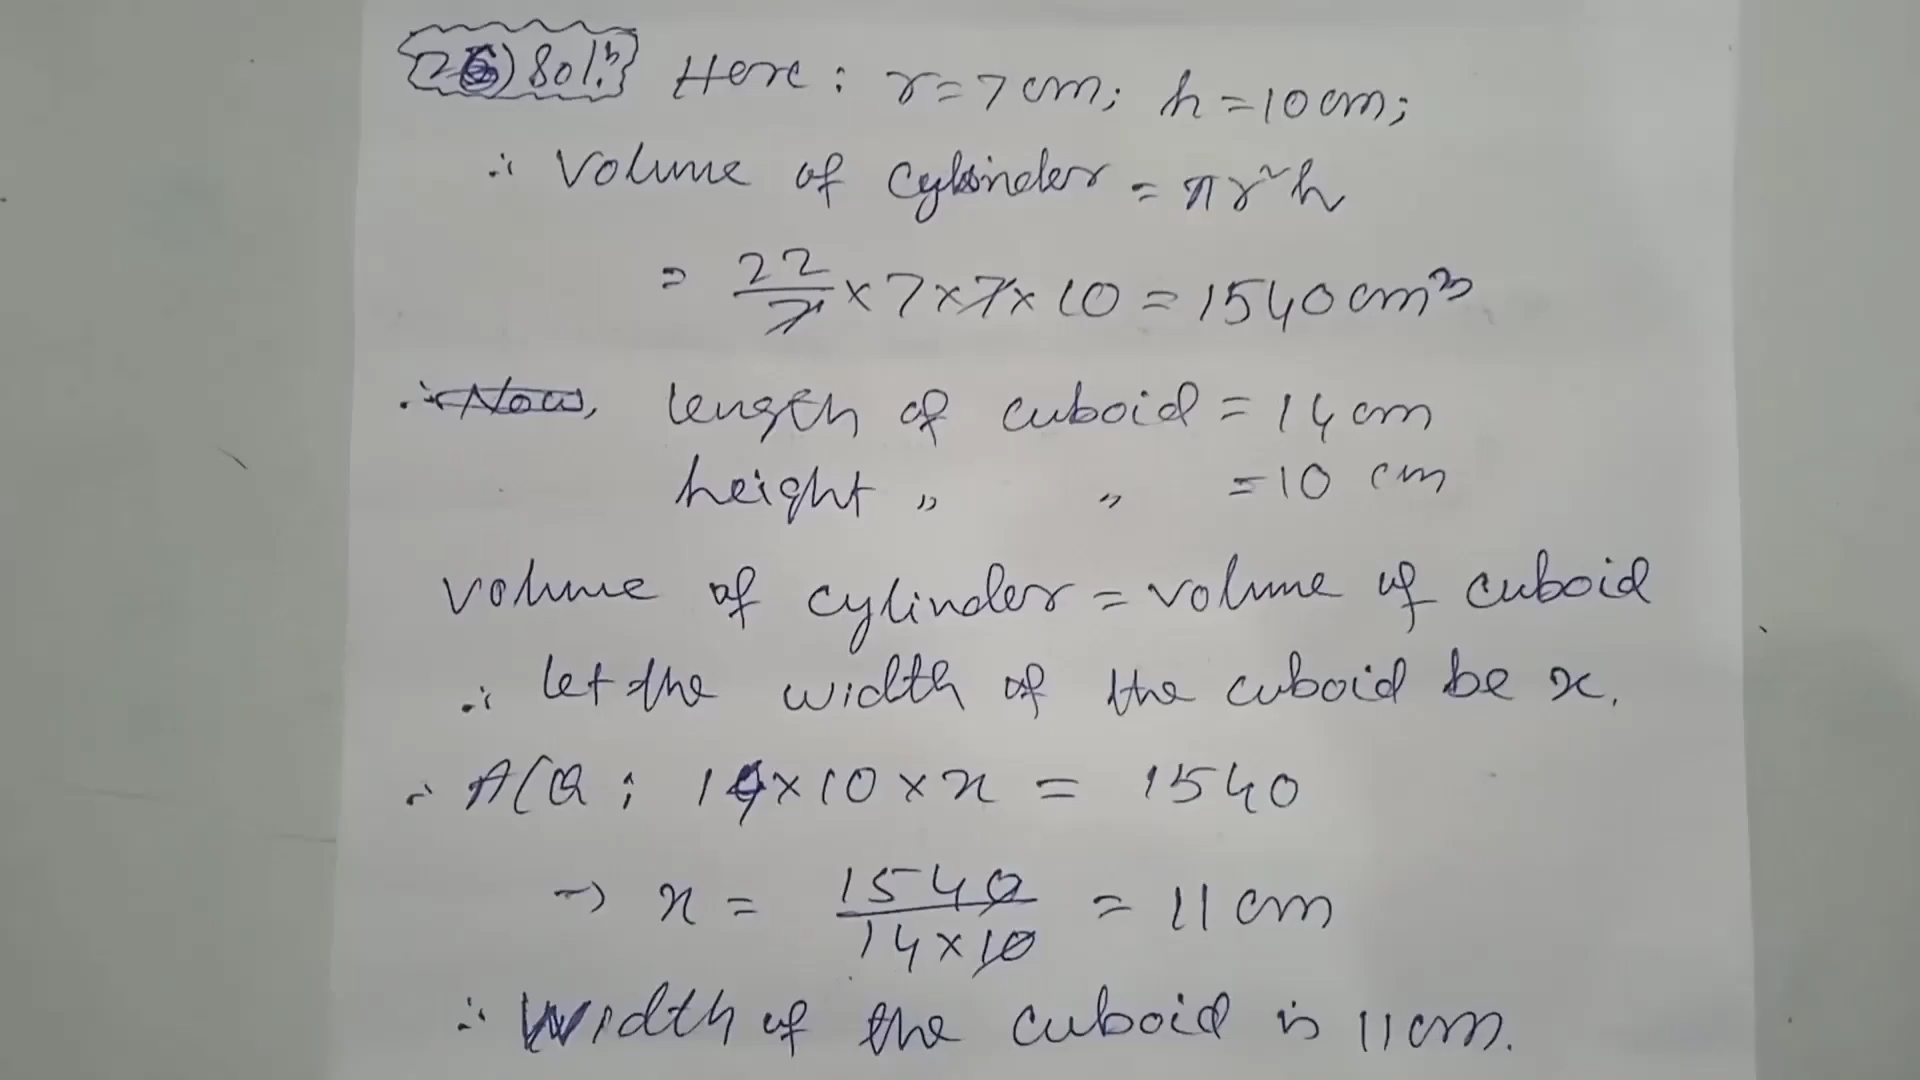 26) Solⁿ. Here : r = 7 cm; h = 10 cm;
∴ Volume of cylinder = πr²h
= 22/7 × 7 × 7 × 10 = 1540 cm³
∴ Now, length of cuboid = 14 cm
height " " = 10 cm
volume of cylinder = volume of cuboid
∴ let the width of the cuboid be x.
∴ A/Q ; 14 × 10 × x = 1540
⇒ x = 1540/14 × 10 = 11 cm
∴ Width of the cuboid is 11 cm.